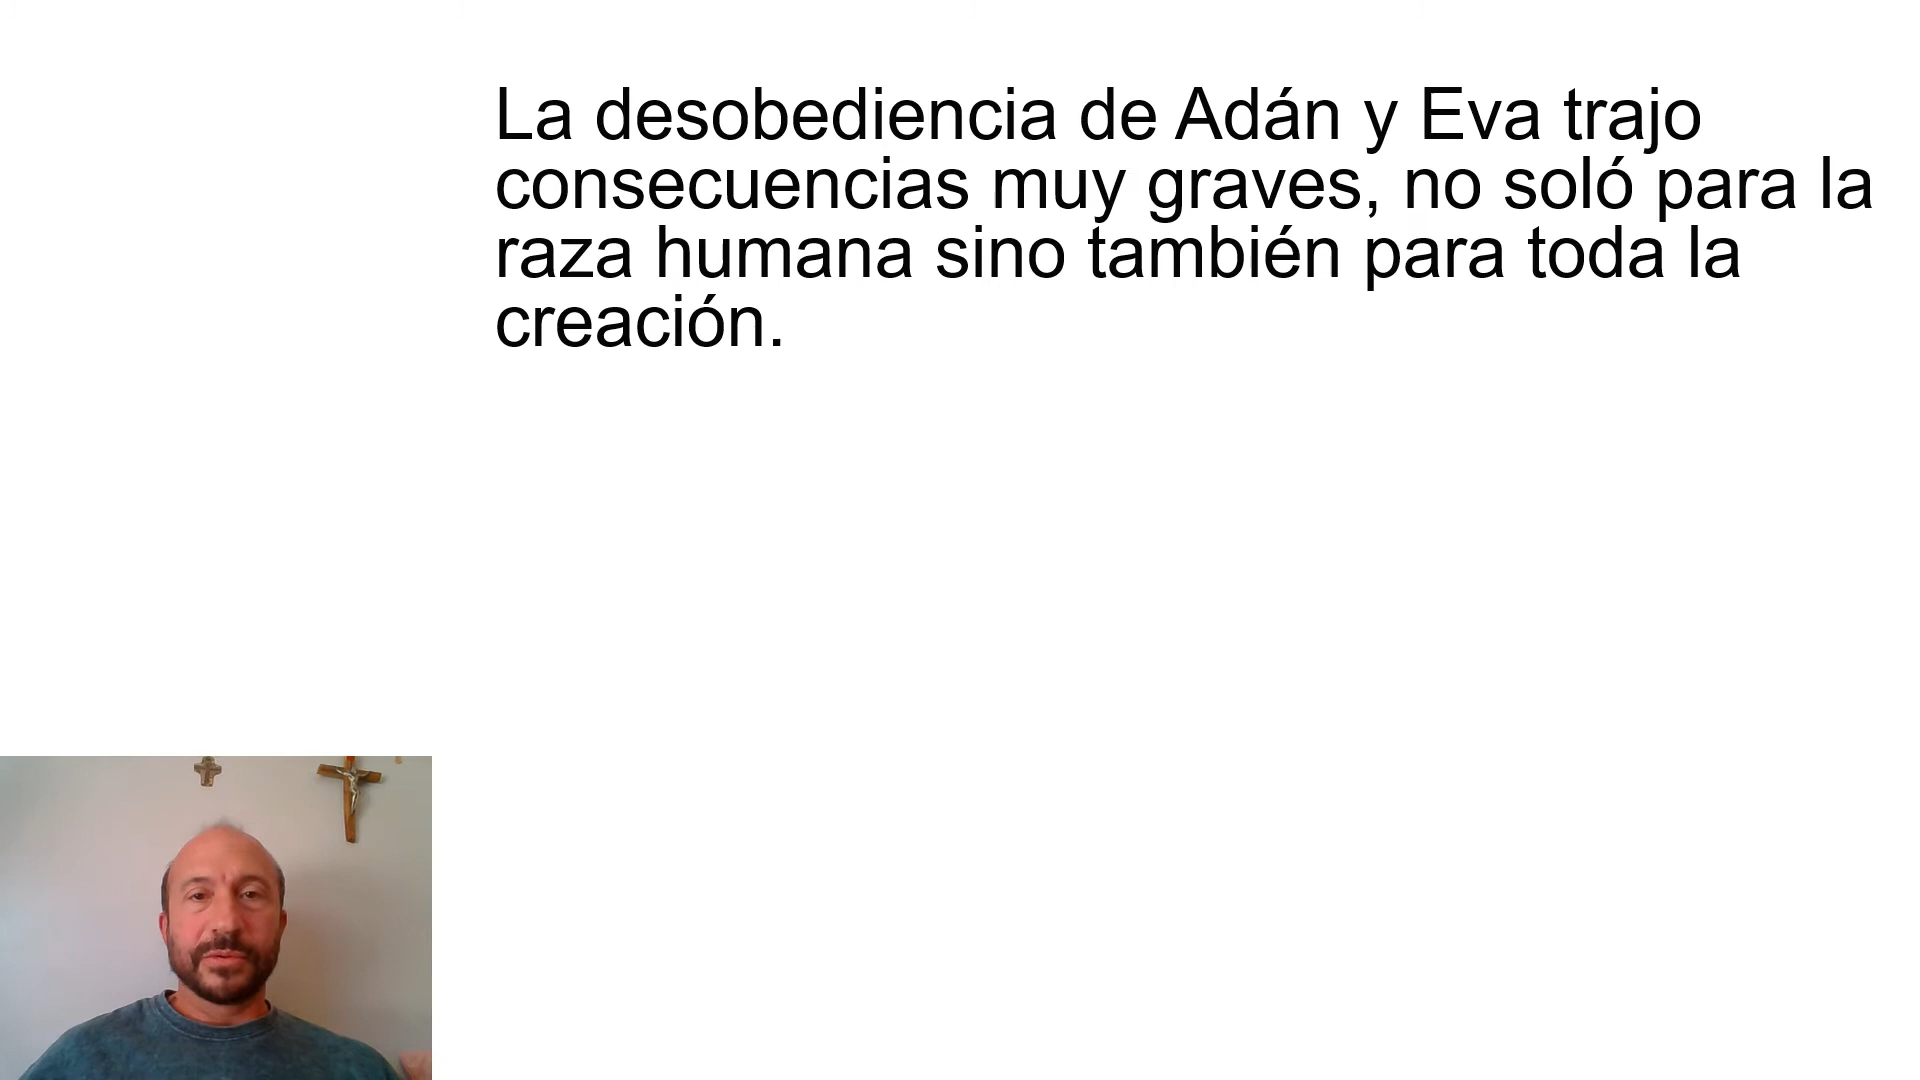 La desobediencia de Adán y Eva trajo
consecuencias muy graves, no soló para la
raza humana sino también para toda la
creación.